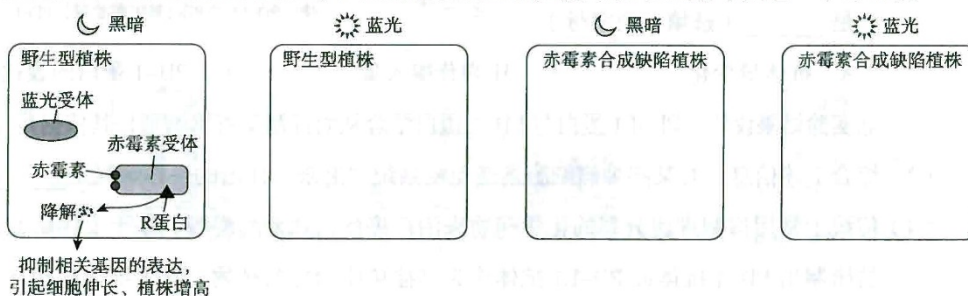 黑暗
蓝光
黑暗
蓝光
野生型植株
野生型植株
赤霉素合成缺陷植株
赤霉素合成缺陷植株
蓝光受体
赤霉素受体
赤霉素
降解
R蛋白
抑制相关基因的表达，
引起细胞伸长、植株增高